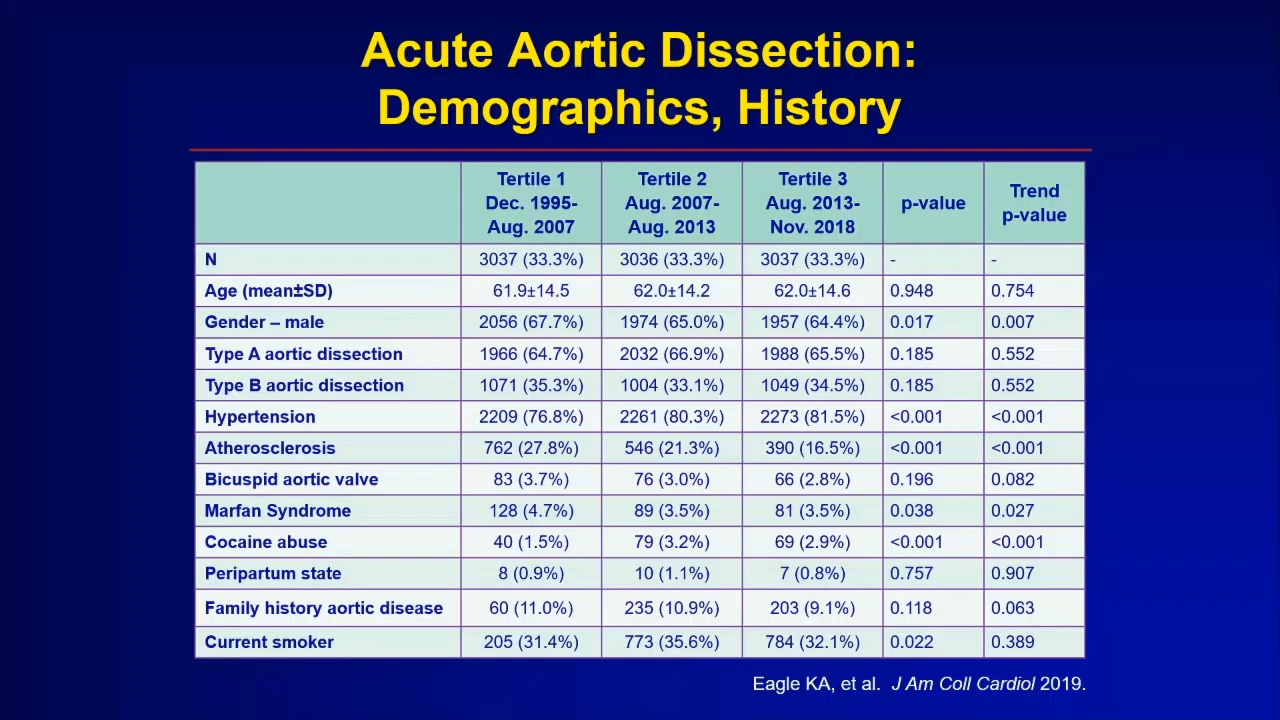 Acute Aortic Dissection:
Demographics, History
Tertile 1 Dec. 1995- Aug. 2007 Tertile 2 Aug. 2007- Aug. 2013 Tertile 3 Aug. 2013- Nov. 2018 p-value Trend p-value
N 3037 (33.3%) 3036 (33.3%) 3037 (33.3%) - -
Age (mean±SD) 61.9±14.5 62.0±14.2 62.0±14.6 0.948 0.754
Gender – male 2056 (67.7%) 1974 (65.0%) 1957 (64.4%) 0.017 0.007
Type A aortic dissection 1966 (64.7%) 2032 (66.9%) 1988 (65.5%) 0.185 0.552
Type B aortic dissection 1071 (35.3%) 1004 (33.1%) 1049 (34.5%) 0.185 0.552
Hypertension 2209 (76.8%) 2261 (80.3%) 2273 (81.5%) <0.001 <0.001
Atherosclerosis 762 (27.8%) 546 (21.3%) 390 (16.5%) <0.001 <0.001
Bicuspid aortic valve 83 (3.7%) 76 (3.0%) 66 (2.8%) 0.196 0.082
Marfan Syndrome 128 (4.7%) 89 (3.5%) 81 (3.5%) 0.038 0.027
Cocaine abuse 40 (1.5%) 79 (3.2%) 69 (2.9%) <0.001 <0.001
Peripartum state 8 (0.9%) 10 (1.1%) 7 (0.8%) 0.757 0.907
Family history aortic disease 60 (11.0%) 235 (10.9%) 203 (9.1%) 0.118 0.063
Current smoker 205 (31.4%) 773 (35.6%) 784 (32.1%) 0.022 0.389
Eagle KA, et al. J Am Coll Cardiol 2019.